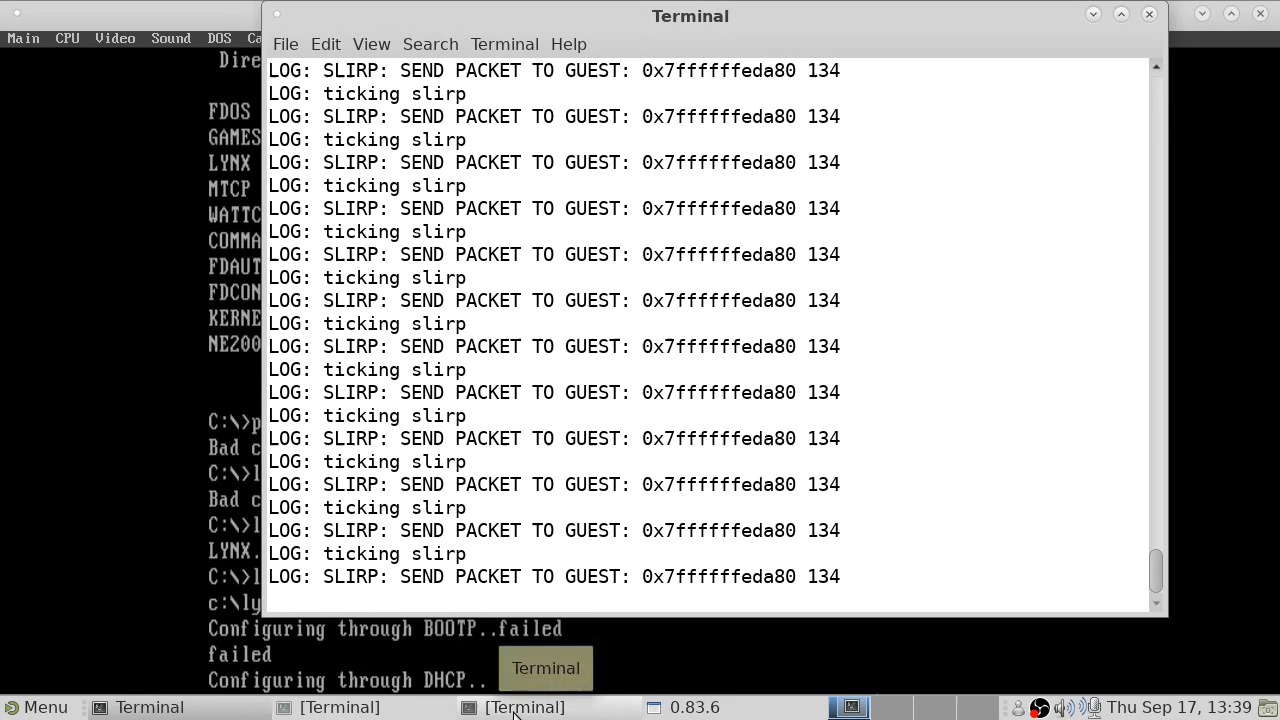 Terminal
Main CPU Video Sound DOS Ca
File Edit View Search Terminal Help
Dire
FDOS
GAMES
LYNX
MTCP
WATTC
COMMA
FDAUT
FDCON
KERNE
NE200
C:\>p
Bad c
C:\>l
Bad c
C:\>l
LYNX.
C:\>l
c:\ly
LOG: SLIRP: SEND PACKET TO GUEST: 0x7ffffffeda80 134
LOG: ticking slirp
LOG: SLIRP: SEND PACKET TO GUEST: 0x7ffffffeda80 134
LOG: ticking slirp
LOG: SLIRP: SEND PACKET TO GUEST: 0x7ffffffeda80 134
LOG: ticking slirp
LOG: SLIRP: SEND PACKET TO GUEST: 0x7ffffffeda80 134
LOG: ticking slirp
LOG: SLIRP: SEND PACKET TO GUEST: 0x7ffffffeda80 134
LOG: ticking slirp
LOG: SLIRP: SEND PACKET TO GUEST: 0x7ffffffeda80 134
LOG: ticking slirp
LOG: SLIRP: SEND PACKET TO GUEST: 0x7ffffffeda80 134
LOG: ticking slirp
LOG: SLIRP: SEND PACKET TO GUEST: 0x7ffffffeda80 134
LOG: ticking slirp
LOG: SLIRP: SEND PACKET TO GUEST: 0x7ffffffeda80 134
LOG: ticking slirp
LOG: SLIRP: SEND PACKET TO GUEST: 0x7ffffffeda80 134
LOG: ticking slirp
LOG: SLIRP: SEND PACKET TO GUEST: 0x7ffffffeda80 134
LOG: ticking slirp
LOG: SLIRP: SEND PACKET TO GUEST: 0x7ffffffeda80 134
Configuring through BOOTP..failed
failed
Configuring through DHCP..
Terminal
Menu Terminal [Terminal] [Terminal] 0.83.6 Thu Sep 17, 13:39